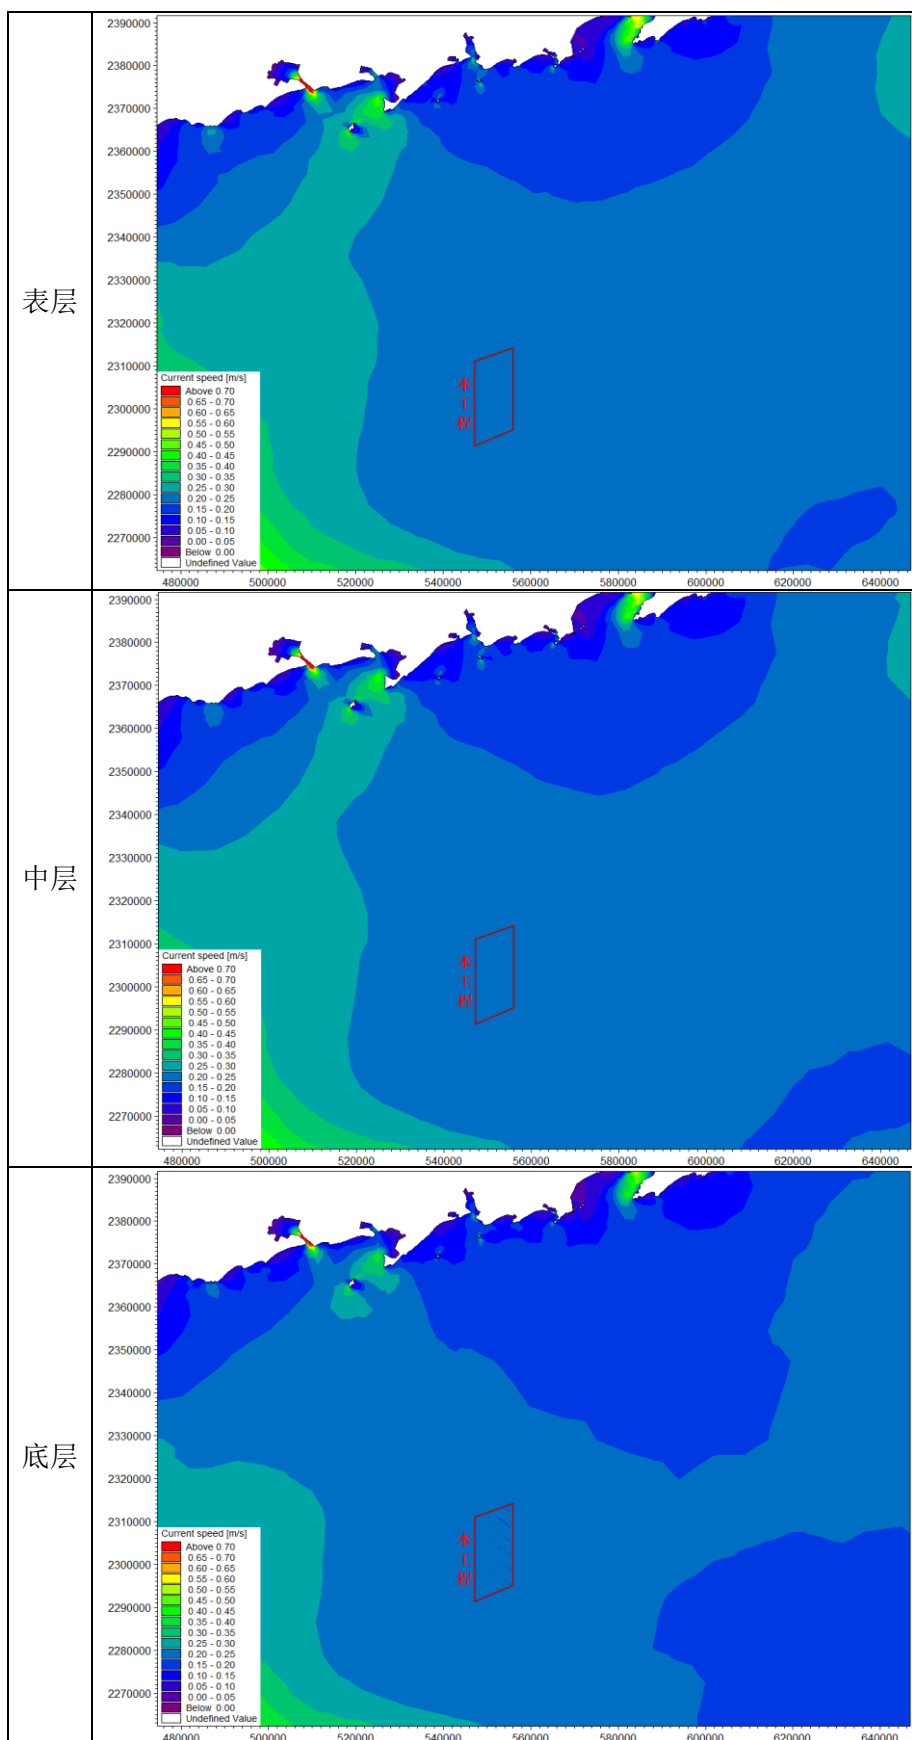 表层
2390000
2380000
2370000
2360000
2350000
2340000
2330000
2320000
2310000
2300000
2290000
2280000
2270000
本
工
程
Current speed [m/s]
Above 0.70
0.65 - 0.70
0.60 - 0.65
0.55 - 0.60
0.50 - 0.55
0.45 - 0.50
0.40 - 0.45
0.35 - 0.40
0.30 - 0.35
0.25 - 0.30
0.20 - 0.25
0.15 - 0.20
0.10 - 0.15
0.05 - 0.10
0.00 - 0.05
Below 0.00
Undefined Value
480000 500000 520000 540000 560000 580000 600000 620000 640000
中层
2390000
2380000
2370000
2360000
2350000
2340000
2330000
2320000
2310000
2300000
2290000
2280000
2270000
本
工
程
Current speed [m/s]
Above 0.70
0.65 - 0.70
0.60 - 0.65
0.55 - 0.60
0.50 - 0.55
0.45 - 0.50
0.40 - 0.45
0.35 - 0.40
0.30 - 0.35
0.25 - 0.30
0.20 - 0.25
0.15 - 0.20
0.10 - 0.15
0.05 - 0.10
0.00 - 0.05
Below 0.00
Undefined Value
480000 500000 520000 540000 560000 580000 600000 620000 640000
底层
2390000
2380000
2370000
2360000
2350000
2340000
2330000
2320000
2310000
2300000
2290000
2280000
2270000
本
工
程
Current speed [m/s]
Above 0.70
0.65 - 0.70
0.60 - 0.65
0.55 - 0.60
0.50 - 0.55
0.45 - 0.50
0.40 - 0.45
0.35 - 0.40
0.30 - 0.35
0.25 - 0.30
0.20 - 0.25
0.15 - 0.20
0.10 - 0.15
0.05 - 0.10
0.00 - 0.05
Below 0.00
Undefined Value
480000 500000 520000 540000 560000 580000 600000 620000 640000